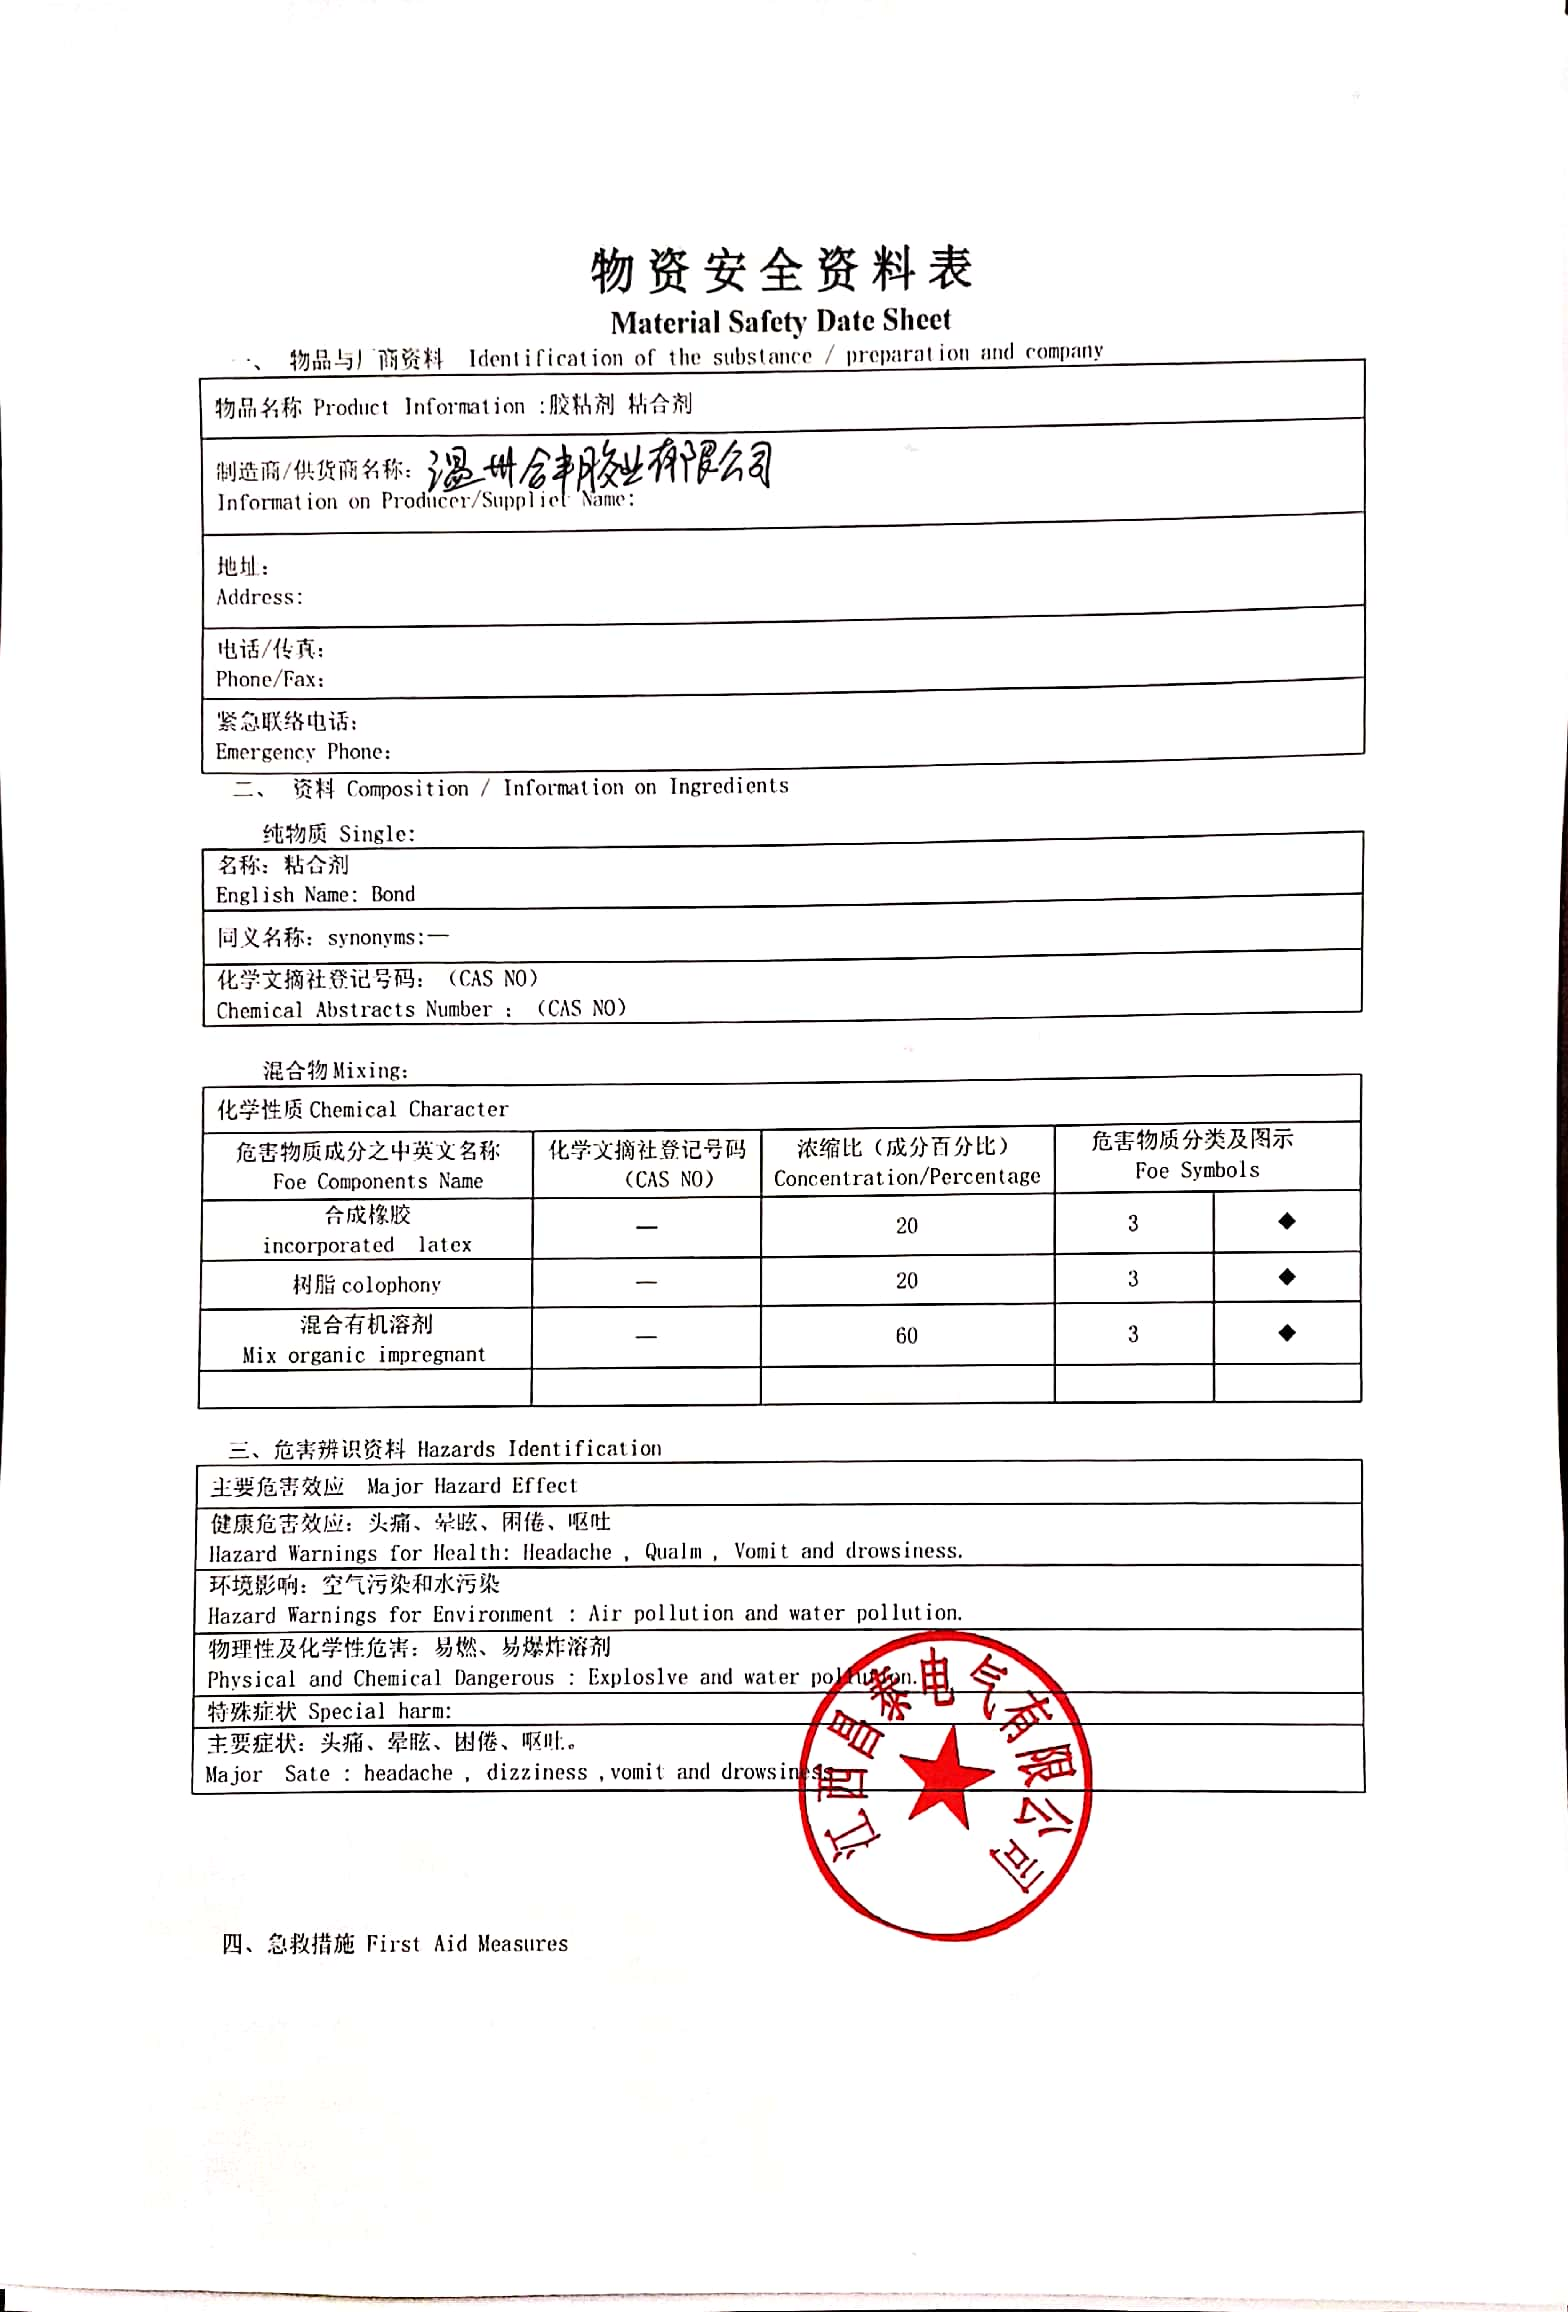 物资安全资料表
Material Safety Date Sheet
一、 物品与厂商资料 Identification of the substance / preparation and company
物品名称 Product Information :胶粘剂 粘合剂
制造商/供货商名称: 温州合丰胶业有限公司
Information on Producer/Supplier Name:
地址:
Address:
电话/传真:
Phone/Fax:
紧急联络电话:
Emergency Phone:
二、 资料 Composition / Information on Ingredients
纯物质 Single:
名称: 粘合剂
English Name: Bond
同义名称: synonyms:—
化学文摘社登记号码: (CAS NO)
Chemical Abstracts Number : (CAS NO)
混合物 Mixing:
化学性质 Chemical Character
危害物质成分之中英文名称 化学文摘社登记号码 浓缩比（成分百分比） 危害物质分类及图示
Foe Components Name (CAS NO) Concentration/Percentage Foe Symbols
合成橡胶
incorporated latex — 20 3 ◆
树脂 colophony — 20 3 ◆
混合有机溶剂
Mix organic impregnant — 60 3 ◆
三、危害辨识资料 Hazards Identification
主要危害效应 Major Hazard Effect
健康危害效应: 头痛、晕眩、困倦、呕吐
Hazard Warnings for Health: Headache , Qualm , Vomit and drowsiness.
环境影响: 空气污染和水污染
Hazard Warnings for Environment : Air pollution and water pollution.
物理性及化学性危害: 易燃、易爆炸溶剂
Physical and Chemical Dangerous : Exploslve and water pollution.
特殊症状 Special harm:
主要症状: 头痛、晕眩、困倦、呕吐。
Major Sate : headache , dizziness ,vomit and drowsiness
江西昌泰电气有限公司
四、急救措施 First Aid Measures